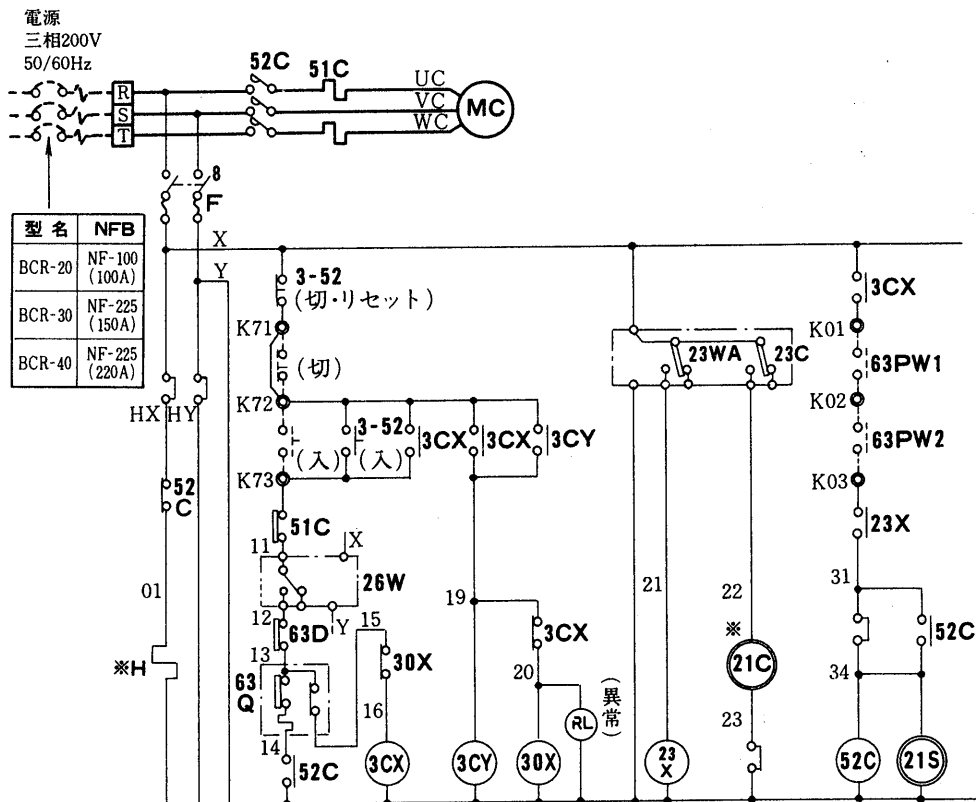 電源
三相200V
50/60Hz
52C
51C
UC
VC
WC
MC
R
S
T
8
F
型名 NFB
BCR-20 NF-100 (100A)
BCR-30 NF-225 (150A)
BCR-40 NF-225 (220A)
X
Y
3-52
(切・リセット)
K71
(切)
K72
HX HY
3-52
(入)
(入)
3CX
3CX
3CY
K73
52
C
51C
11
X
26W
Y
01
12
63D
13
15
63
Q
30X
16
14
52C
※H
3CX
19
3CX
20
(異常)
RL
3CY
30X
23WA
23C
21
22
※
21C
23
23
X
3CX
K01
63PW1
K02
63PW2
K03
23X
31
52C
34
52C
21S